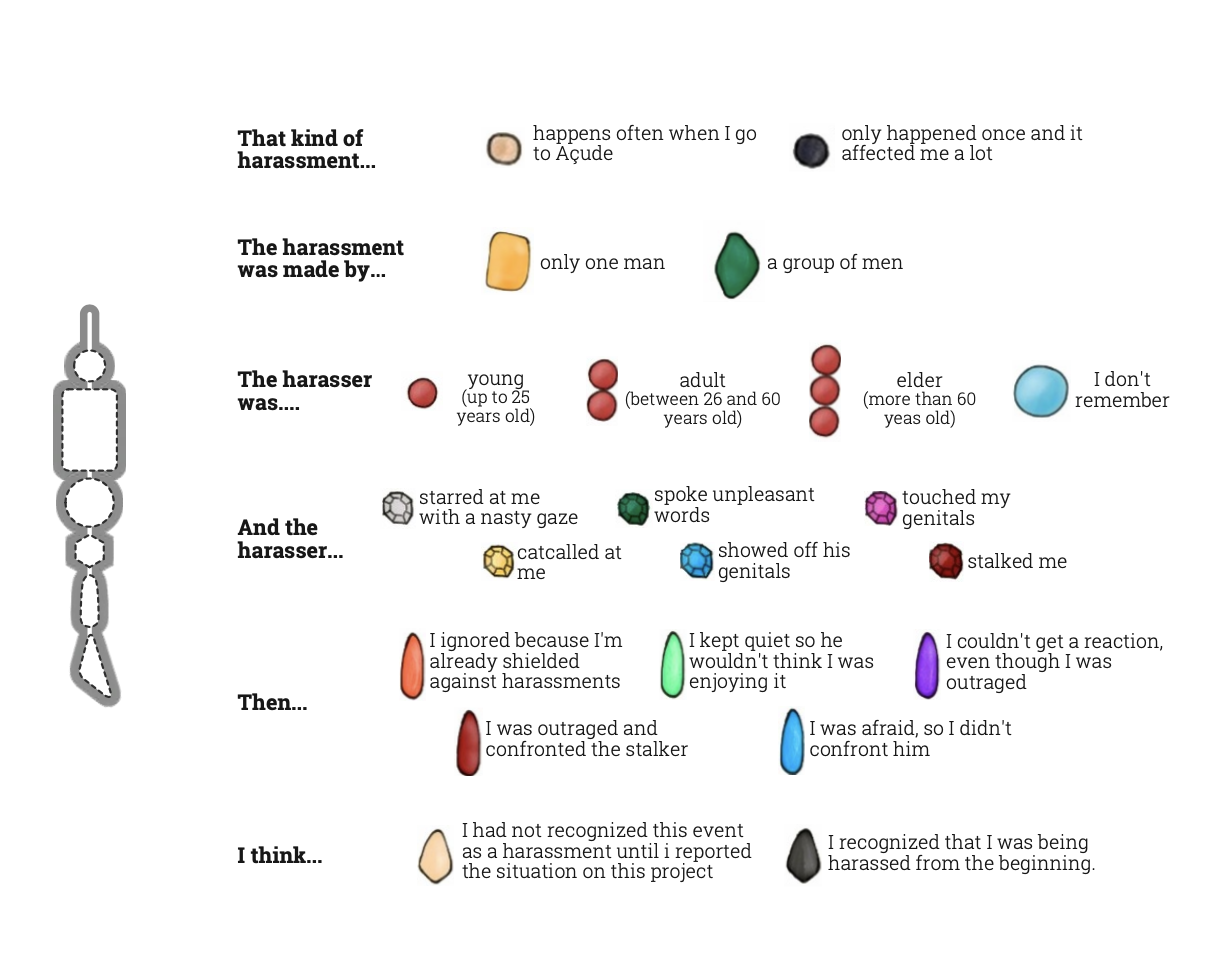 That kind of
harassment...
happens often when I go
to Açude
only happened once and it
affected me a lot
The harassment
was made by...
only one man
a group of men
The harasser
was....
young
(up to 25
years old)
adult
(between 26 and 60
years old)
elder
(more than 60
yeas old)
I don't
remember
And the
harasser...
starred at me
with a nasty gaze
spoke unpleasant
words
touched my
genitals
catcalled at
me
showed off his
genitals
stalked me
Then...
I ignored because I'm
already shielded
against harassments
I kept quiet so he
wouldn't think I was
enjoying it
I couldn't get a reaction,
even though I was
outraged
I was outraged and
confronted the stalker
I was afraid, so I didn't
confront him
I think...
I had not recognized this event
as a harassment until i reported
the situation on this project
I recognized that I was being
harassed from the beginning.